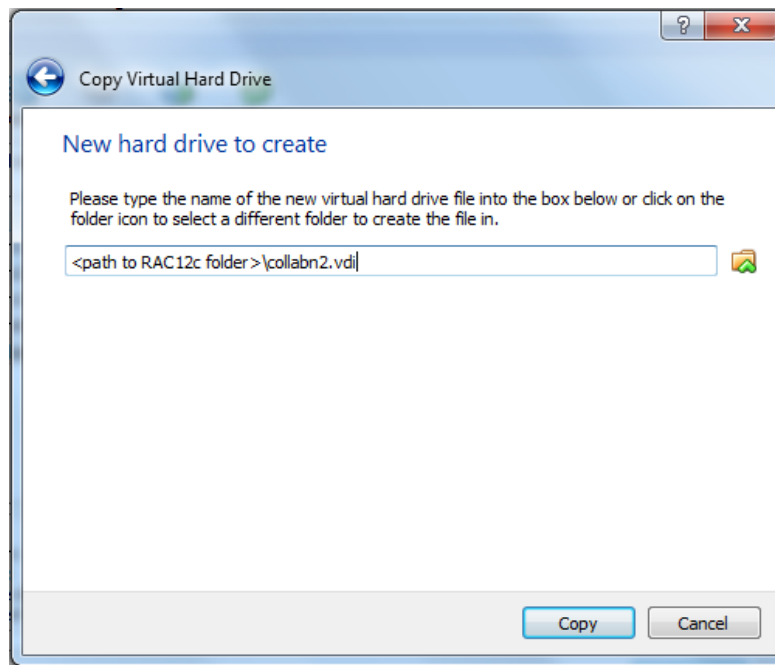 ?
X
Copy Virtual Hard Drive
New hard drive to create
Please type the name of the new virtual hard drive file into the box below or click on the
folder icon to select a different folder to create the file in.
<path to RAC12c folder>\collabn2.vdi
Copy
Cancel